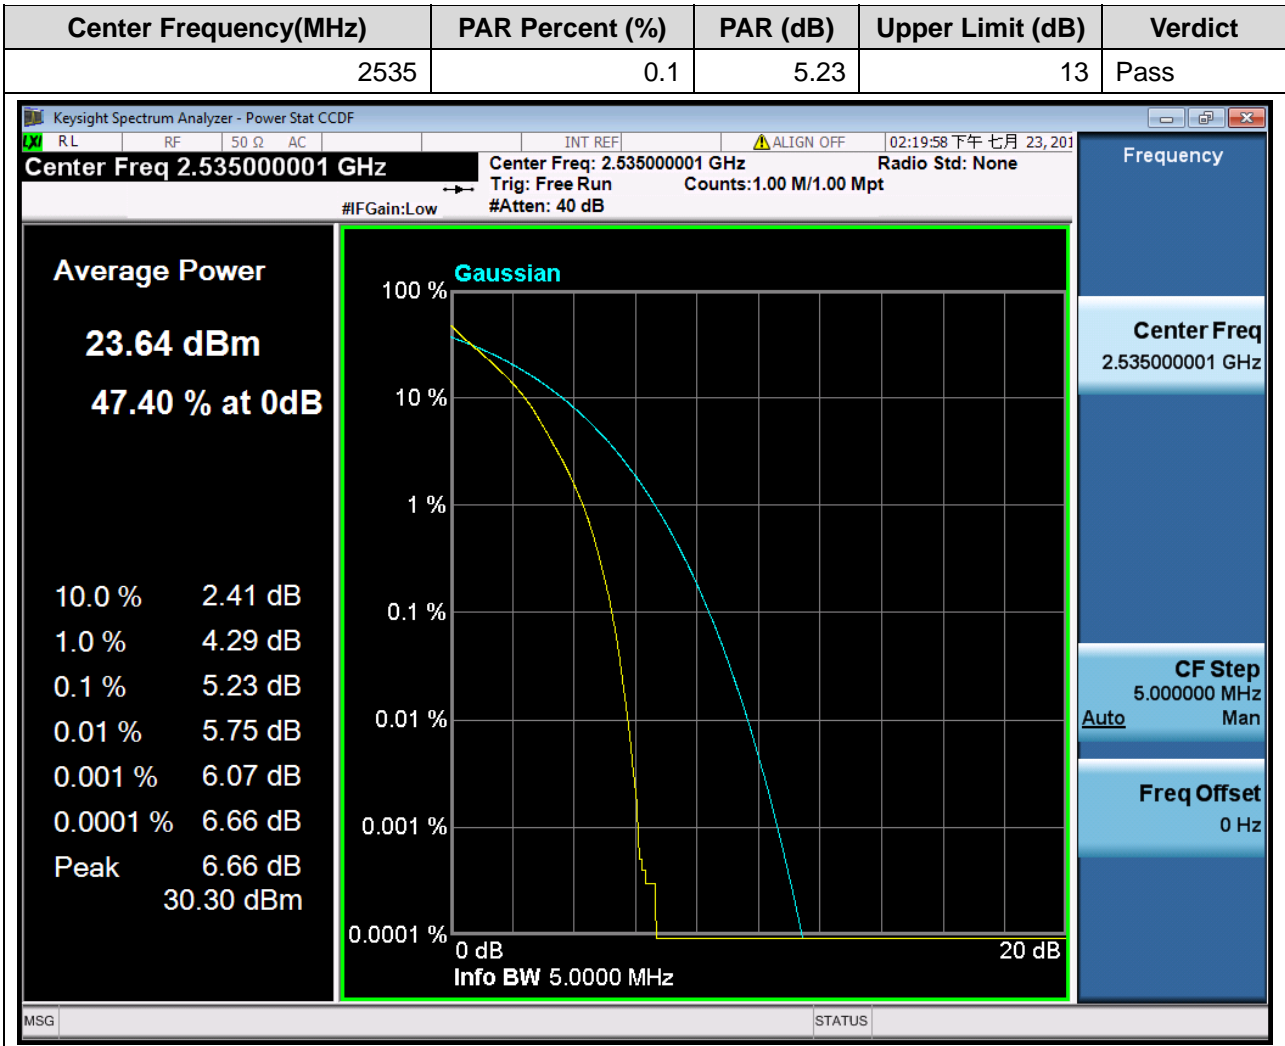 Center Frequency(MHz) PAR Percent (%) PAR (dB) Upper Limit (dB) Verdict
2535 0.1 5.23 13 Pass
Keysight Spectrum Analyzer - Power Stat CCDF
LXI RL RF 50 Ω AC INT REF ALIGN OFF 02:19:58 下午 七月 23, 201
Center Freq 2.535000001 GHz
Center Freq: 2.535000001 GHz Radio Std: None
Trig: Free Run Counts:1.00 M/1.00 Mpt
#IFGain:Low #Atten: 40 dB
Frequency
Average Power
23.64 dBm
47.40 % at 0dB
10.0 % 2.41 dB
1.0 % 4.29 dB
0.1 % 5.23 dB
0.01 % 5.75 dB
0.001 % 6.07 dB
0.0001 % 6.66 dB
Peak 6.66 dB
30.30 dBm
Gaussian
100 %
10 %
1 %
0.1 %
0.01 %
0.001 %
0.0001 %
0 dB 20 dB
Info BW 5.0000 MHz
Center Freq
2.535000001 GHz
CF Step
5.000000 MHz
Auto Man
Freq Offset
0 Hz
MSG STATUS